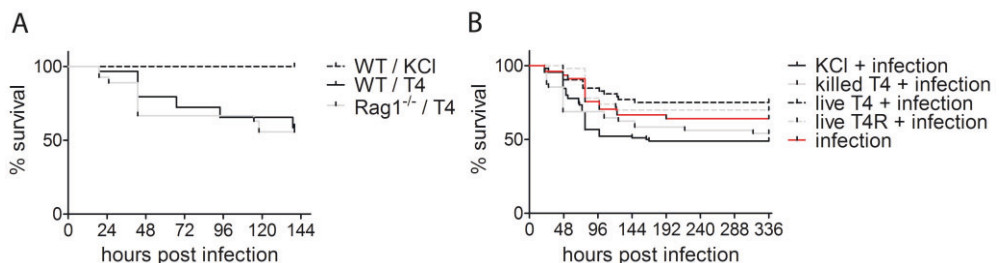 A
% survival
100
50
0
0 24 48 72 96 120 144
hours post infection
WT / KCl
WT / T4
Rag1-/- / T4
B
% survival
100
50
0
0 48 96 144 192 240 288 336
hours post infection
KCl + infection
killed T4 + infection
live T4 + infection
live T4R + infection
infection